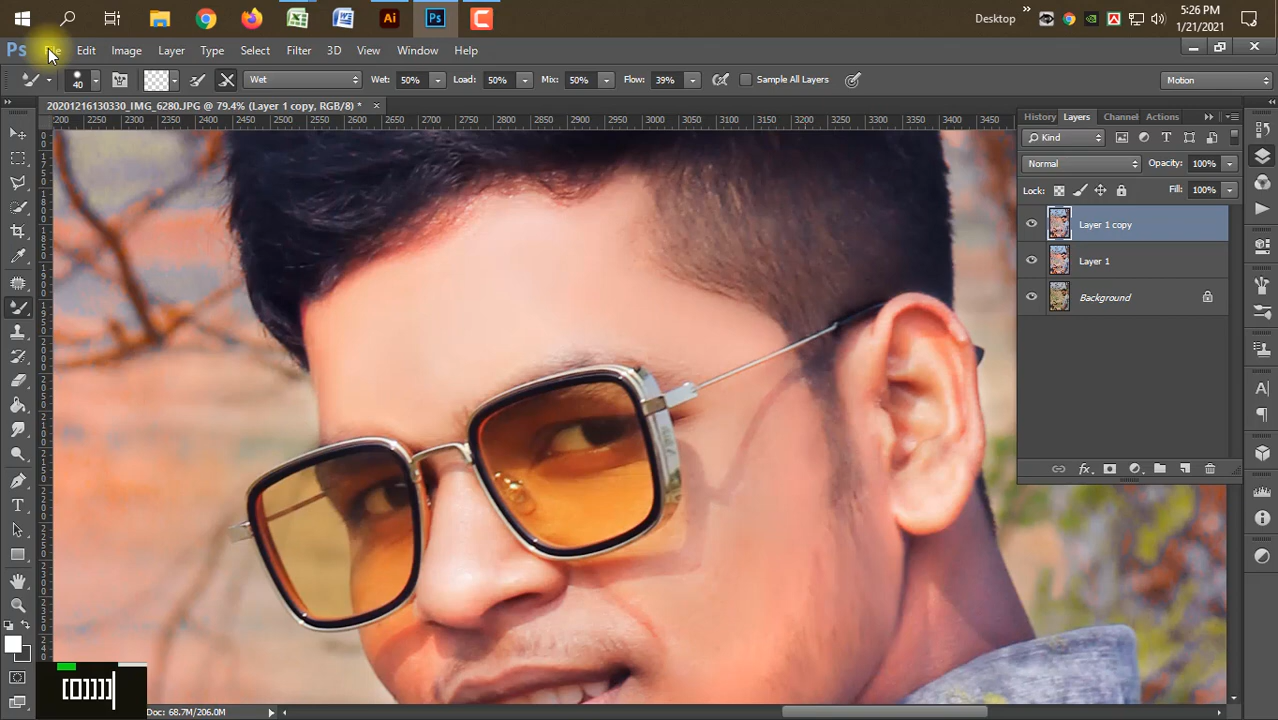 Desktop
5:26 PM
1/21/2021
Ps File Edit Image Layer Type Select Filter 3D View Window Help
40 Wet Wet: 50% Load: 50% Mix: 50% Flow: 39% Sample All Layers Motion
20201216130330_IMG_6280.JPG @ 79.4% (Layer 1 copy, RGB/8) *
2200 2250 2300 2350 2400 2450 2500 2550 2600 2650 2700 2750 2800 2850 2900 2950 3000 3050 3100 3150 3200 3250 3300 3350 3400 3450
History Layers Channel Actions
Kind
Normal Opacity: 100%
Lock: Fill: 100%
Layer 1 copy
Layer 1
Background
[O]]]]]
Doc: 68.7M/206.0M